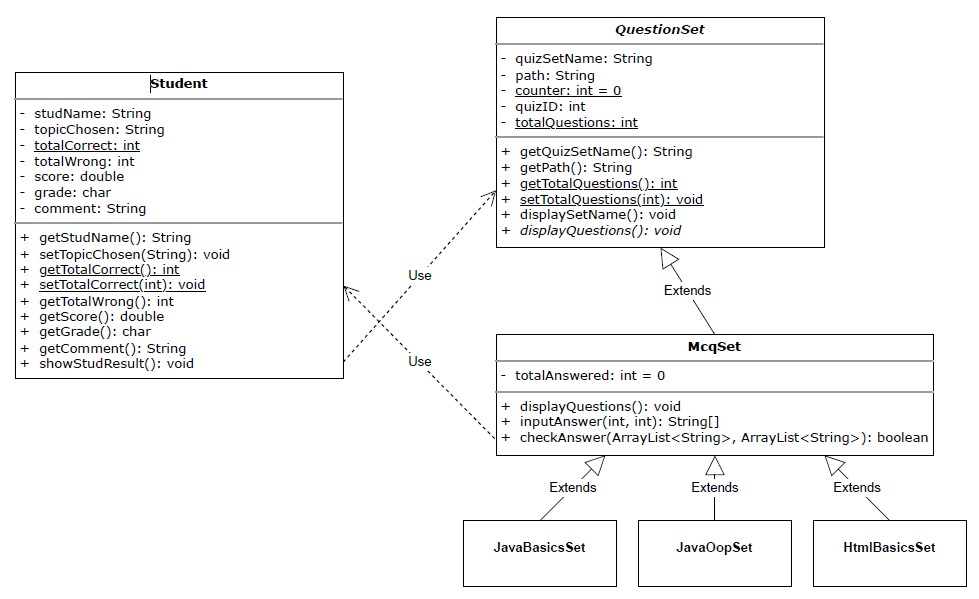 Student
- studName: String
- topicChosen: String
- totalCorrect: int
- totalWrong: int
- score: double
- grade: char
- comment: String
+ getStudName(): String
+ setTopicChosen(String): void
+ getTotalCorrect(): int
+ setTotalCorrect(int): void
+ getTotalWrong(): int
+ getScore(): double
+ getGrade(): char
+ getComment(): String
+ showStudResult(): void
Use
Use
QuestionSet
- quizSetName: String
- path: String
- counter: int = 0
- quizID: int
- totalQuestions: int
+ getQuizSetName(): String
+ getPath(): String
+ getTotalQuestions(): int
+ setTotalQuestions(int): void
+ displaySetName(): void
+ displayQuestions(): void
Extends
McqSet
- totalAnswered: int = 0
+ displayQuestions(): void
+ inputAnswer(int, int): String[]
+ checkAnswer(ArrayList<String>, ArrayList<String>): boolean
Extends
Extends
Extends
JavaBasicsSet
JavaOopSet
HtmlBasicsSet